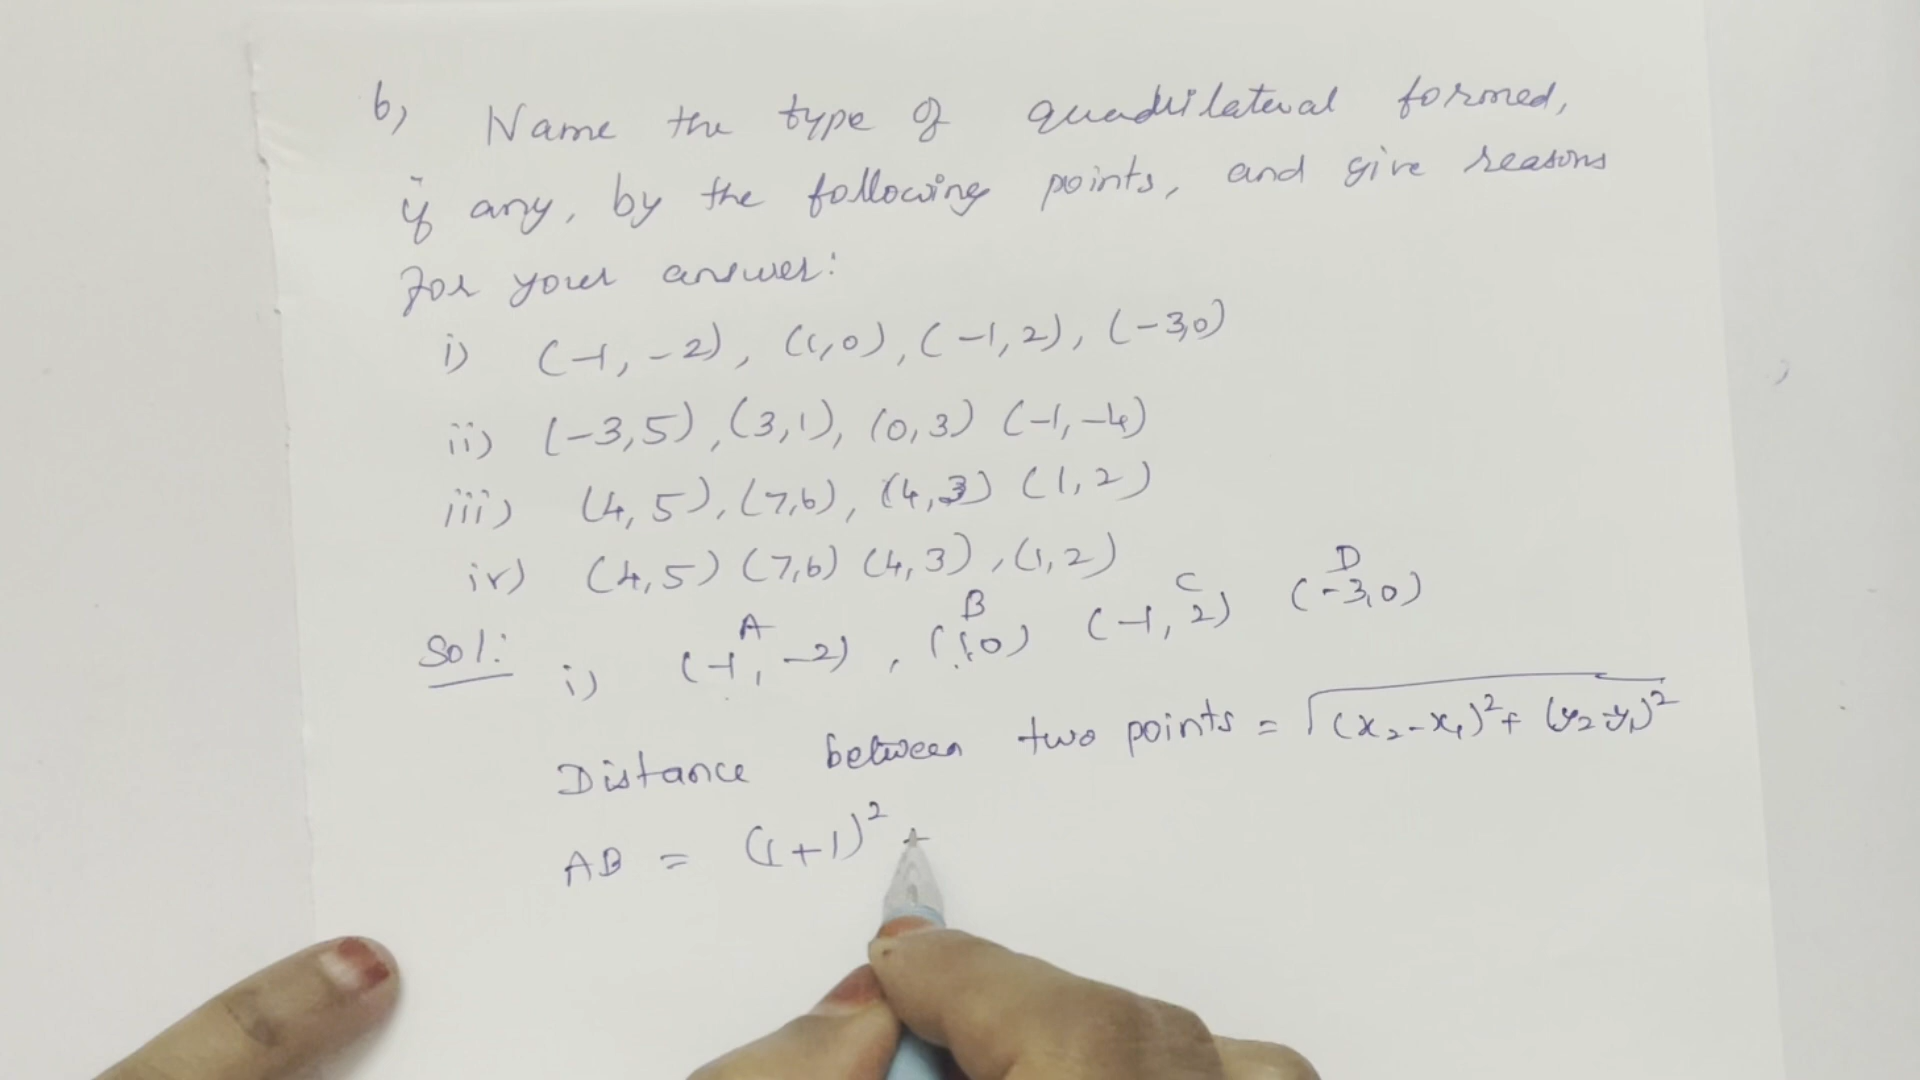 6) Name the type of quadrilateral formed,
if any, by the following points, and give reasons
for your answer:
i) (-1, -2), (1,0), (-1,2), (-3,0)
ii) (-3,5), (3,1), (0,3) (-1,-4)
iii) (4,5), (7,6), (4,3) (1,2)
iv) (4,5) (7,6) (4,3), (1,2)
A B C D
Sol: i) (-1, -2), (1,0) (-1, 2) (-3,0)
Distance between two points = √(x₂-x₁)²+(y₂-y₁)²
AB = (1+1)² +